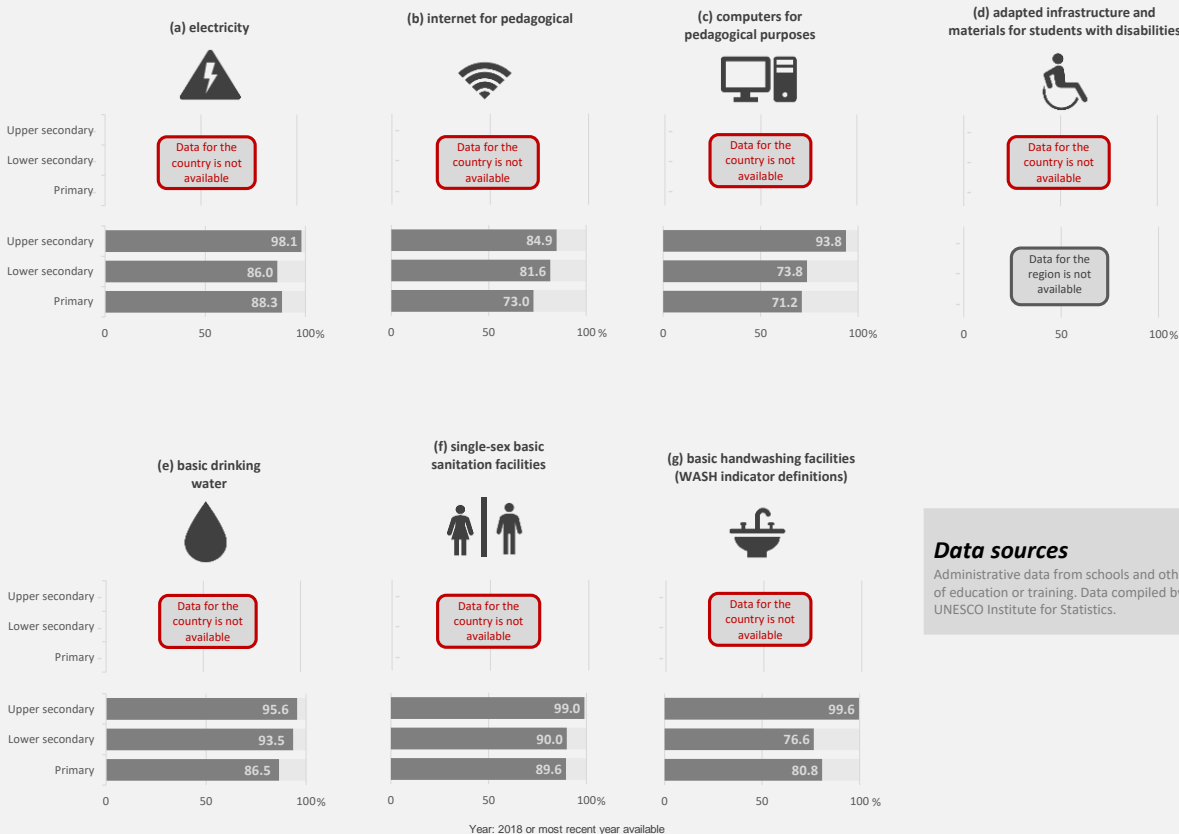 (a) electricity
(b) internet for pedagogical
(c) computers for
pedagogical purposes
(d) adapted infrastructure and
materials for students with disabilities
Upper secondary
Lower secondary
Primary
Data for the
country is not
available
Data for the
country is not
available
Data for the
country is not
available
Data for the
country is not
available
Upper secondary
Lower secondary
Primary
98.1
86.0
88.3
0 50 100%
84.9
81.6
73.0
0 50 100%
93.8
73.8
71.2
0 50 100%
Data for the
region is not
available
0 50 100%
(e) basic drinking
water
(f) single-sex basic
sanitation facilities
(g) basic handwashing facilities
(WASH indicator definitions)
Upper secondary
Lower secondary
Primary
Data for the
country is not
available
Data for the
country is not
available
Data for the
country is not
available
Upper secondary
Lower secondary
Primary
95.6
93.5
86.5
0 50 100%
99.0
90.0
89.6
0 50 100%
99.6
76.6
80.8
0 50 100%
Data sources
Administrative data from schools and oth
of education or training. Data compiled by
UNESCO Institute for Statistics.
Year: 2018 or most recent year available